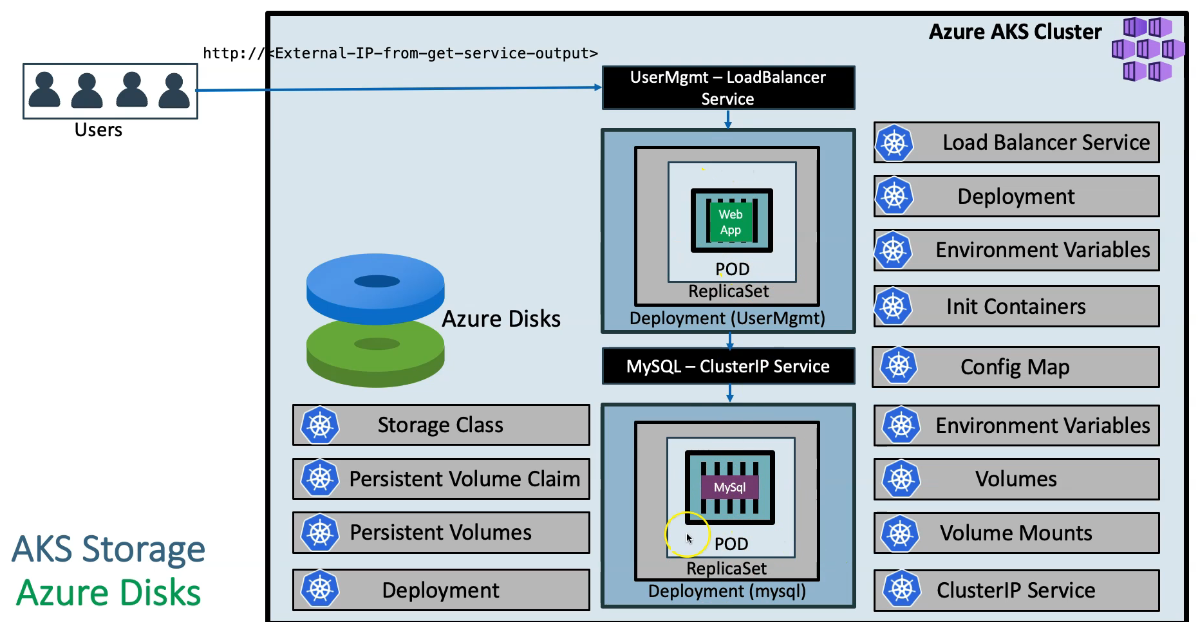 Azure AKS Cluster
http://<External-IP-from-get-service-output>
UserMgmt – LoadBalancer
Service
Users
Load Balancer Service
Deployment
Environment Variables
Init Containers
Config Map
Environment Variables
Volumes
Volume Mounts
ClusterIP Service
Web
App
POD
ReplicaSet
Deployment (UserMgmt)
MySQL – ClusterIP Service
MySql
POD
ReplicaSet
Deployment (mysql)
Azure Disks
Storage Class
Persistent Volume Claim
Persistent Volumes
Deployment
AKS Storage
Azure Disks